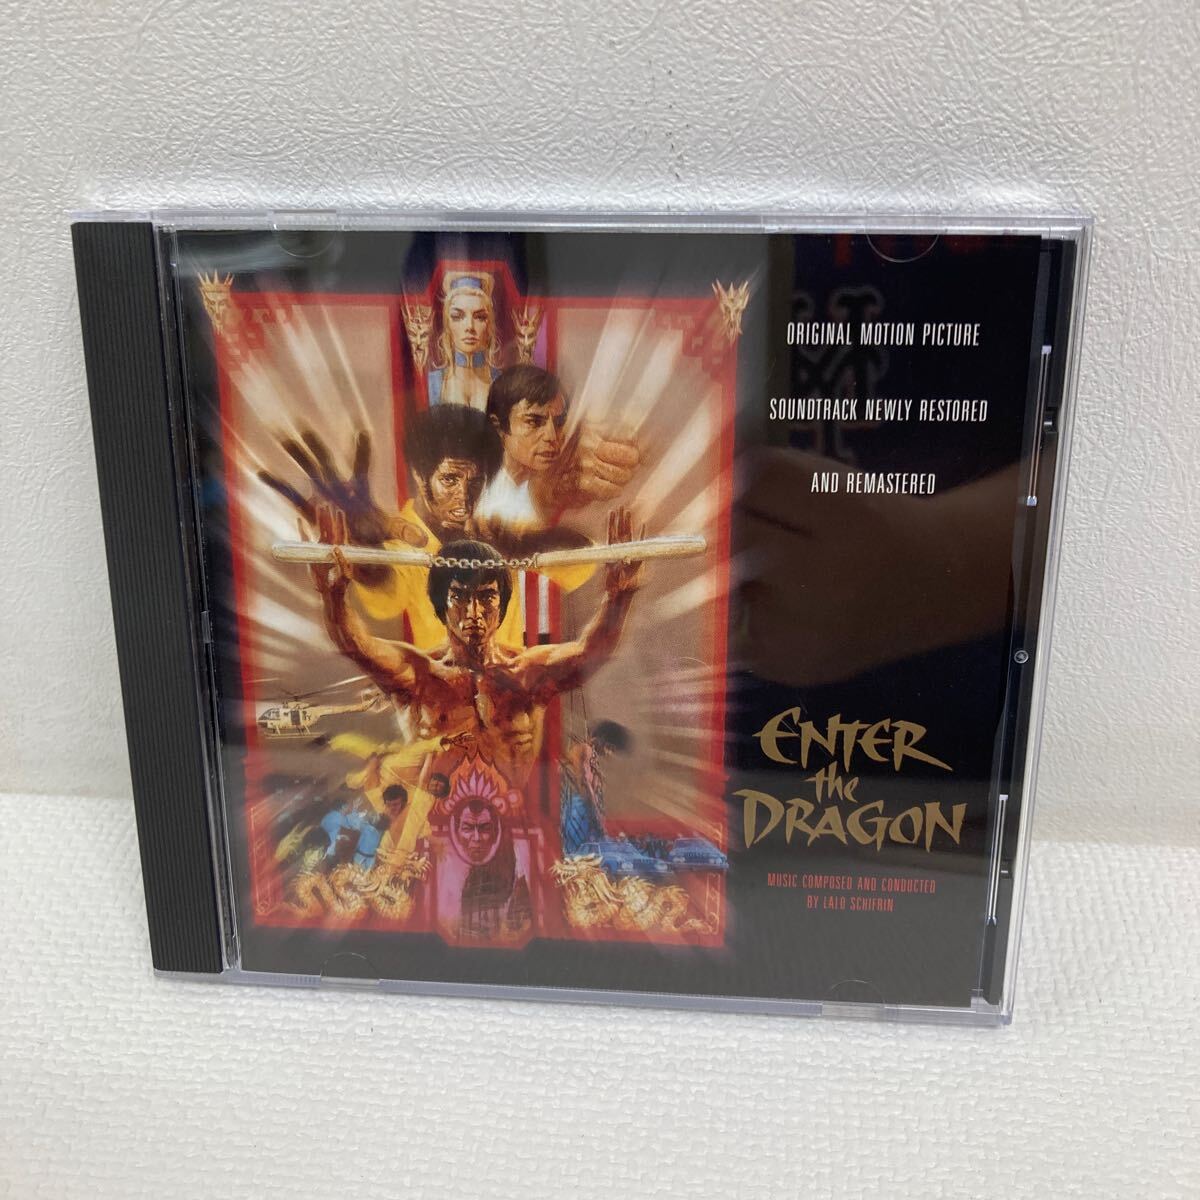 ORIGINAL MOTION PICTURE
SOUNDTRACK NEWLY RESTORED
AND REMASTERED
ENTER
the
DRAGON
MUSIC COMPOSED AND CONDUCTED
BY LALO SCHIFRIN